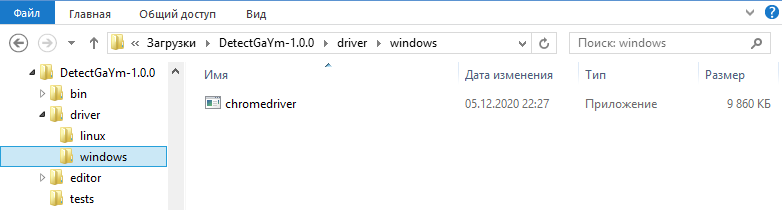 Файл Главная Общий доступ Вид
Загрузки DetectGaYm-1.0.0 driver windows Поиск: windows
DetectGaYm-1.0.0
bin
driver
linux
windows
editor
tests
Имя Дата изменения Тип Размер
chromedriver 05.12.2020 22:27 Приложение 9 860 КБ